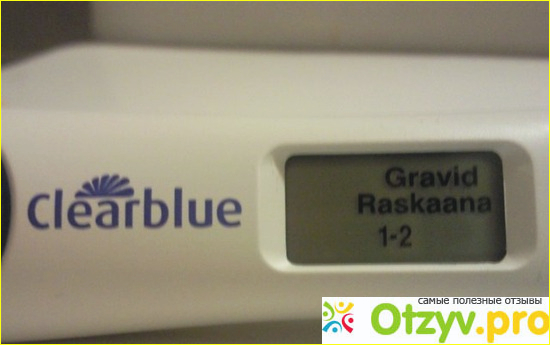 Clearblue
Gravid
Raskaana
1-2
самые полезные отзывы
Otzyv.pro